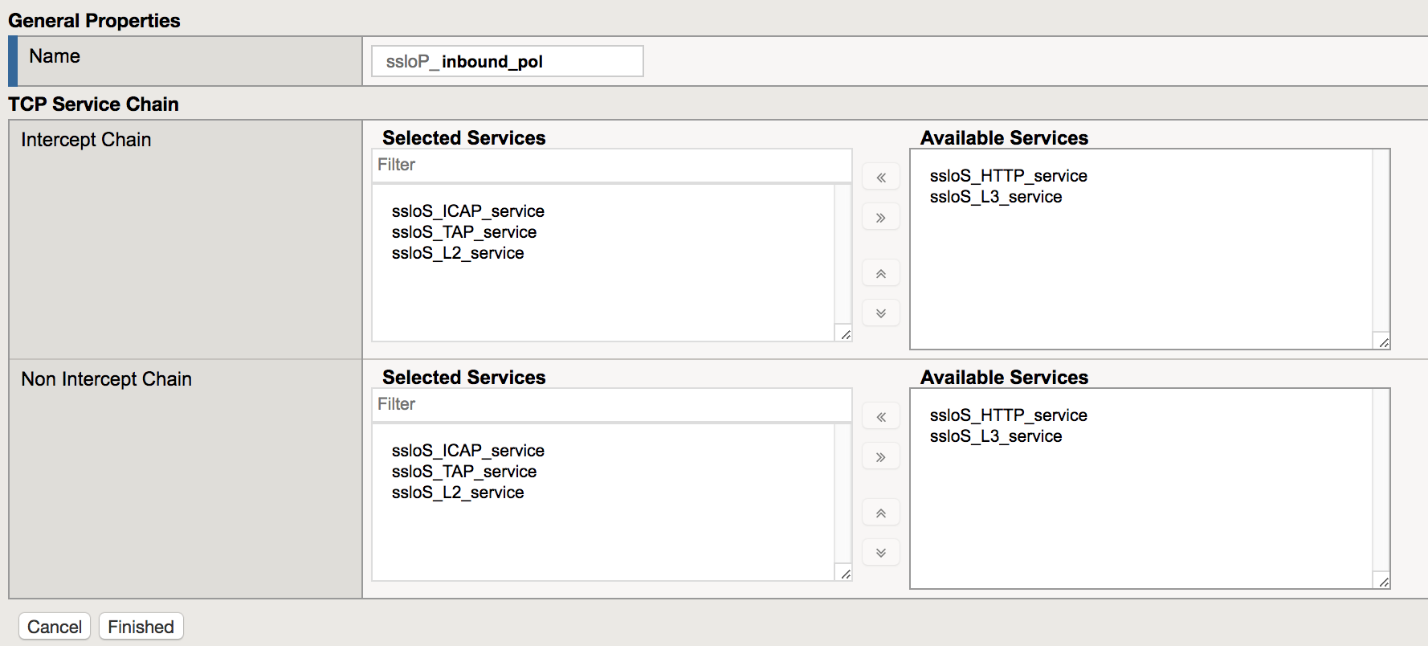 General Properties
Name
ssloP_ inbound_pol
TCP Service Chain
Intercept Chain
Selected Services
Filter
ssloS_ICAP_service
ssloS_TAP_service
ssloS_L2_service
«
»
Available Services
ssloS_HTTP_service
ssloS_L3_service
Non Intercept Chain
Selected Services
Filter
ssloS_ICAP_service
ssloS_TAP_service
ssloS_L2_service
«
»
Available Services
ssloS_HTTP_service
ssloS_L3_service
Cancel Finished